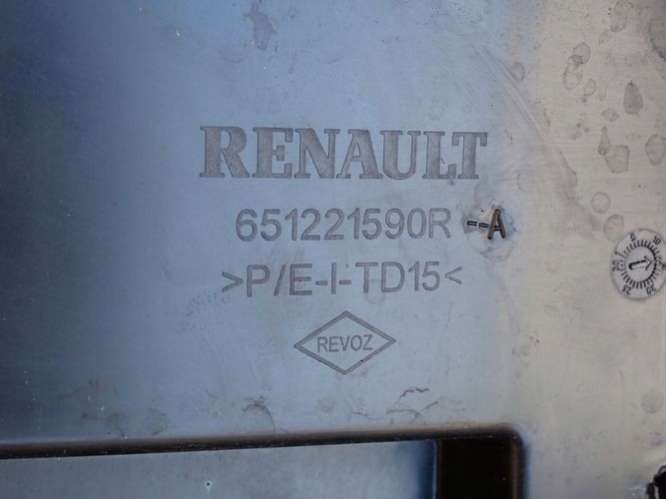 RENAULT
651221590R --A
>P/E-I-TD15<
REVOZ